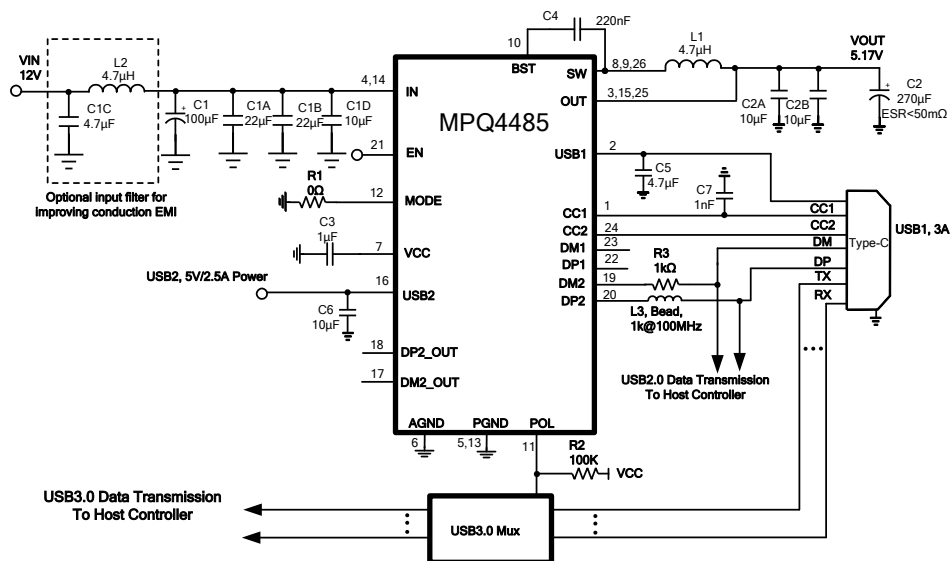 C4
220nF
10
BST
VIN
12V
L2
4.7µH
C1C
4.7µF
C1
100µF
C1A
22µF
C1B
22µF
C1D
10µF
Optional input filter for
improving conduction EMI
4,14
IN
MPQ4485
SW
8,9,26
L1
4.7µH
VOUT
5.17V
OUT
3,15,25
C2A
10µF
C2B
10µF
+
C2
270µF
ESR<50mΩ
+
21
EN
R1
0Ω
12
MODE
C3
1µF
7
VCC
USB2, 5V/2.5A Power
16
USB2
C6
10µF
18
DP2_OUT
17
DM2_OUT
USB1
2
C5
4.7µF
C7
1nF
CC1
1
CC2
24
DM1
23
DP1
22
DM2
19
DP2
20
R3
1kΩ
L3, Bead,
1k@100MHz
CC1
CC2
DM
DP
TX
RX
Type-C
USB1, 3A
USB2.0 Data Transmission
To Host Controller
AGND
6
PGND
5,13
POL
11
R2
100K
VCC
USB3.0 Data Transmission
To Host Controller
USB3.0 Mux